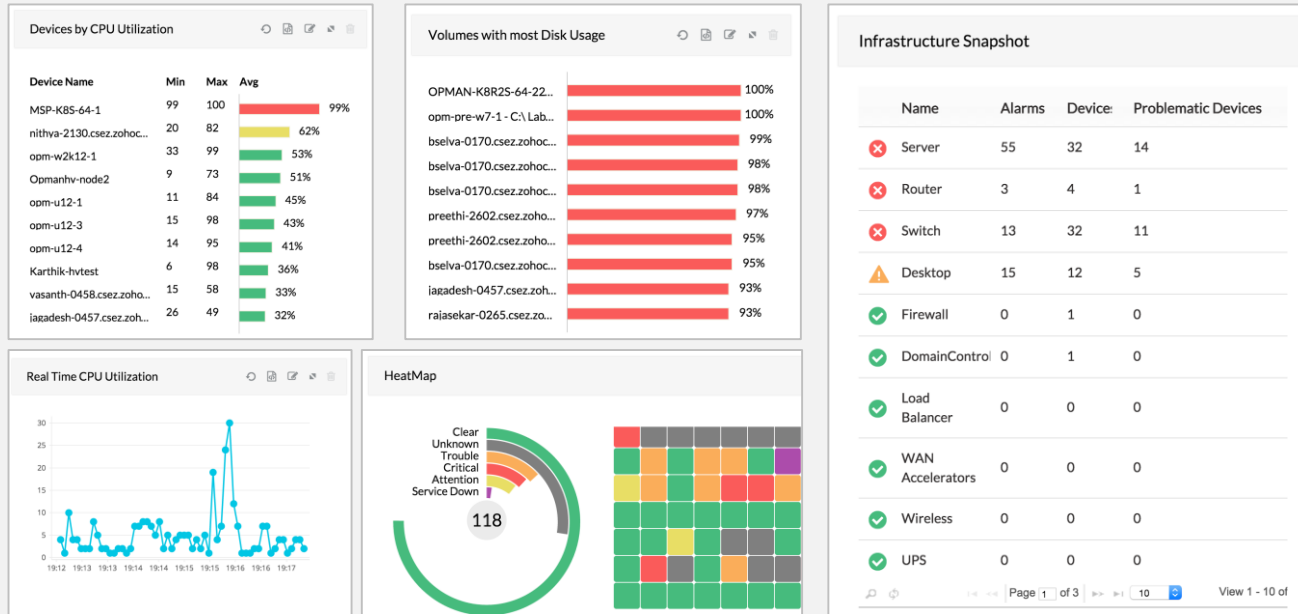 Devices by CPU Utilization
Device Name Min Max Avg
MSP-K8S-64-1 99 100 99%
nithya-2130.csez.zohoc... 20 82 62%
opm-w2k12-1 33 99 53%
Opmanhv-node2 9 73 51%
opm-u12-1 11 84 45%
opm-u12-3 15 98 43%
opm-u12-4 14 95 41%
Karthik-hvtest 6 98 36%
vasanth-0458.csez.zoho... 15 58 33%
jagadesh-0457.csez.zoh... 26 49 32%
Volumes with most Disk Usage
OPMAN-K8R2S-64-22... 100%
opm-pre-w7-1 - C:\ Lab... 100%
bselva-0170.csez.zohoc... 99%
bselva-0170.csez.zohoc... 98%
bselva-0170.csez.zohoc... 98%
preethi-2602.csez.zoho... 97%
preethi-2602.csez.zoho... 95%
bselva-0170.csez.zohoc... 95%
jagadesh-0457.csez.zoh... 93%
rajasekar-0265.csez.zo... 93%
Infrastructure Snapshot
Name Alarms Device Problematic Devices
Server 55 32 14
Router 3 4 1
Switch 13 32 11
Desktop 15 12 5
Firewall 0 1 0
DomainControl 0 1 0
Load
Balancer 0 0 0
WAN
Accelerators 0 0 0
Wireless 0 0 0
UPS 0 0 0
Page 1 of 3 10 View 1 - 10 of
Real Time CPU Utilization
30
25
20
15
10
5
0
19:12 19:13 19:13 19:14 19:14 19:15 19:15 19:16 19:16 19:17
HeatMap
Clear
Unknown
Trouble
Critical
Attention
Service Down
118